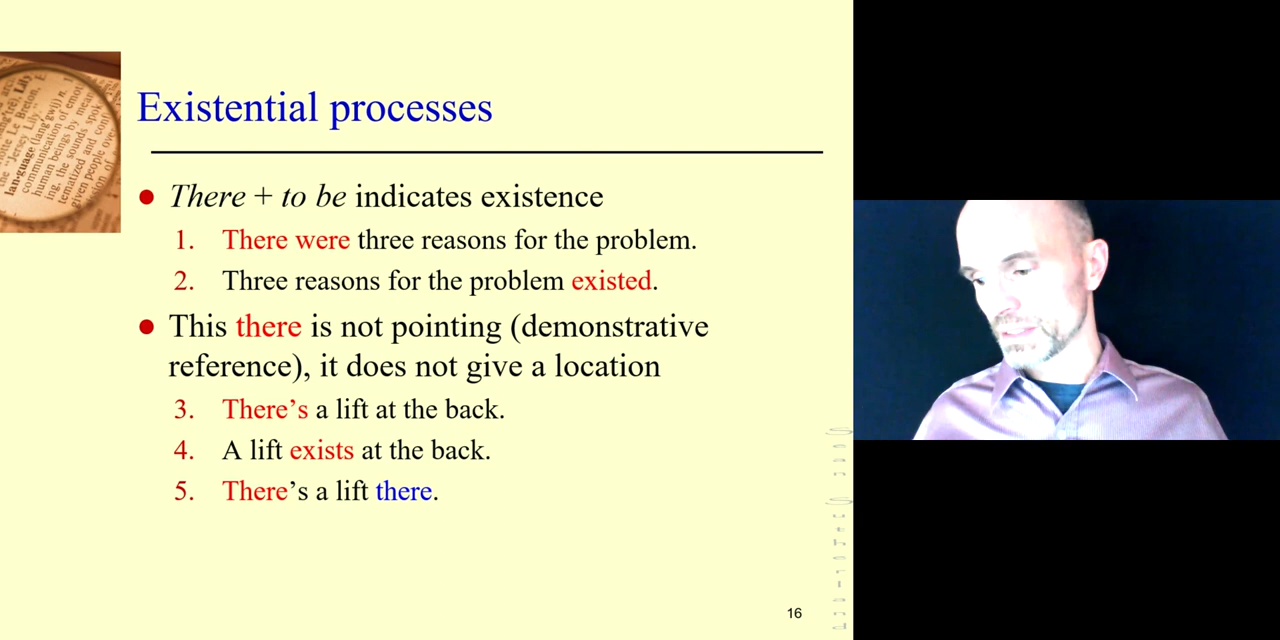 Existential processes
● There + to be indicates existence
1. There were three reasons for the problem.
2. Three reasons for the problem existed.
● This there is not pointing (demonstrative
reference), it does not give a location
3. There's a lift at the back.
4. A lift exists at the back.
5. There's a lift there.
16